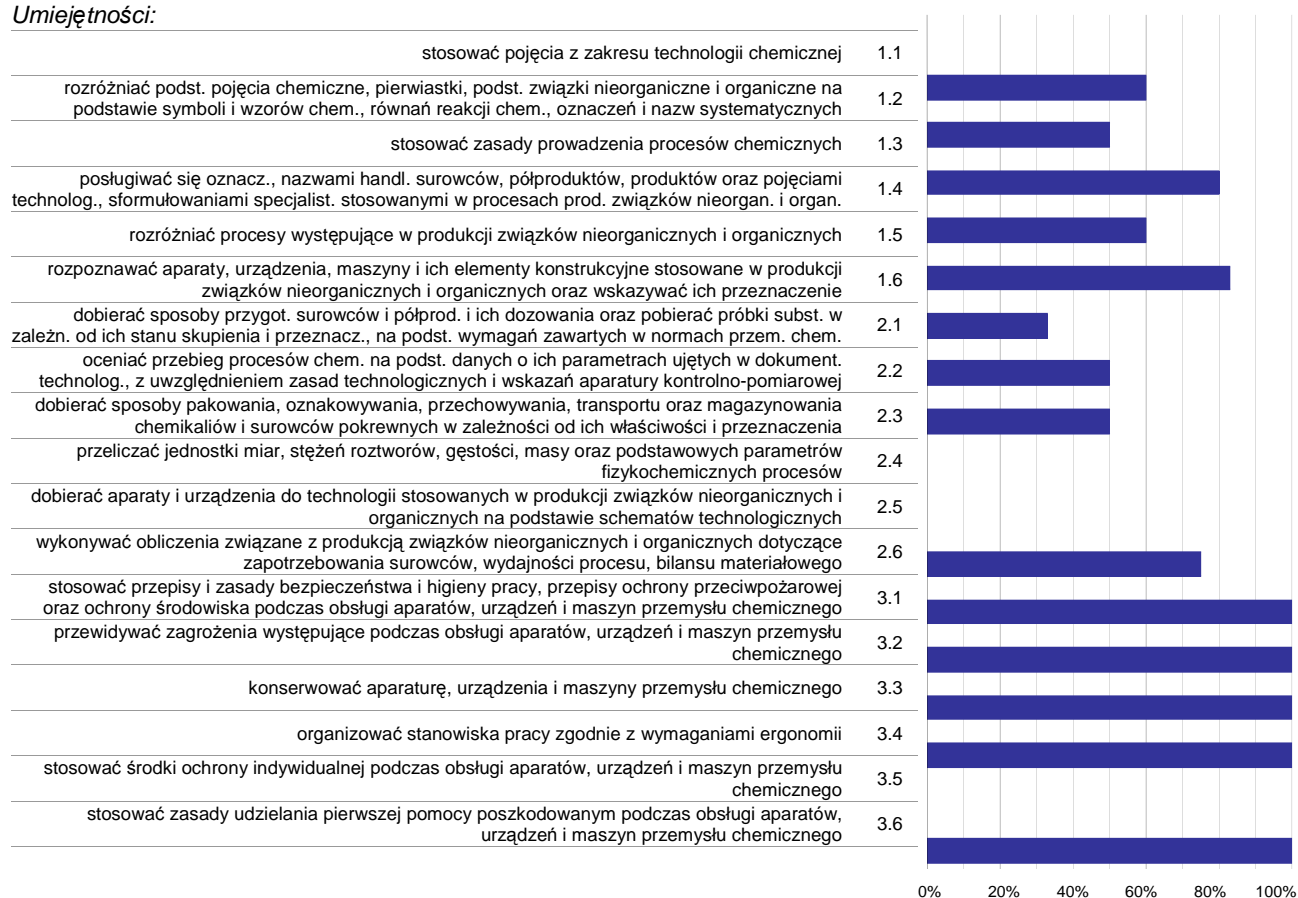 Umiejętności:
stosować pojęcia z zakresu technologii chemicznej 1.1
rozróżniać podst. pojęcia chemiczne, pierwiastki, podst. związki nieorganiczne i organiczne na
podstawie symboli i wzorów chem., równań reakcji chem., oznaczeń i nazw systematycznych 1.2
stosować zasady prowadzenia procesów chemicznych 1.3
posługiwać się oznacz., nazwami handl. surowców, półproduktów, produktów oraz pojęciami
technolog., sformułowaniami specjalist. stosowanymi w procesach prod. związków nieorgan. i organ. 1.4
rozróżniać procesy występujące w produkcji związków nieorganicznych i organicznych 1.5
rozpoznawać aparaty, urządzenia, maszyny i ich elementy konstrukcyjne stosowane w produkcji
związków nieorganicznych i organicznych oraz wskazywać ich przeznaczenie 1.6
dobierać sposoby przygot. surowców i półprod. i ich dozowania oraz pobierać próbki subst. w
zależn. od ich stanu skupienia i przeznacz., na podst. wymagań zawartych w normach przem. chem. 2.1
oceniać przebieg procesów chem. na podst. danych o ich parametrach ujętych w dokument.
technolog., z uwzględnieniem zasad technologicznych i wskazań aparatury kontrolno-pomiarowej 2.2
dobierać sposoby pakowania, oznakowywania, przechowywania, transportu oraz magazynowania
chemikaliów i surowców pokrewnych w zależności od ich właściwości i przeznaczenia 2.3
przeliczać jednostki miar, stężeń roztworów, gęstości, masy oraz podstawowych parametrów
fizykochemicznych procesów 2.4
dobierać aparaty i urządzenia do technologii stosowanych w produkcji związków nieorganicznych i
organicznych na podstawie schematów technologicznych 2.5
wykonywać obliczenia związane z produkcją związków nieorganicznych i organicznych dotyczące
zapotrzebowania surowców, wydajności procesu, bilansu materiałowego 2.6
stosować przepisy i zasady bezpieczeństwa i higieny pracy, przepisy ochrony przeciwpożarowej
oraz ochrony środowiska podczas obsługi aparatów, urządzeń i maszyn przemysłu chemicznego 3.1
przewidywać zagrożenia występujące podczas obsługi aparatów, urządzeń i maszyn przemysłu
chemicznego 3.2
konserwować aparaturę, urządzenia i maszyny przemysłu chemicznego 3.3
organizować stanowiska pracy zgodnie z wymaganiami ergonomii 3.4
stosować środki ochrony indywidualnej podczas obsługi aparatów, urządzeń i maszyn przemysłu
chemicznego 3.5
stosować zasady udzielania pierwszej pomocy poszkodowanym podczas obsługi aparatów,
urządzeń i maszyn przemysłu chemicznego 3.6
0% 20% 40% 60% 80% 100%